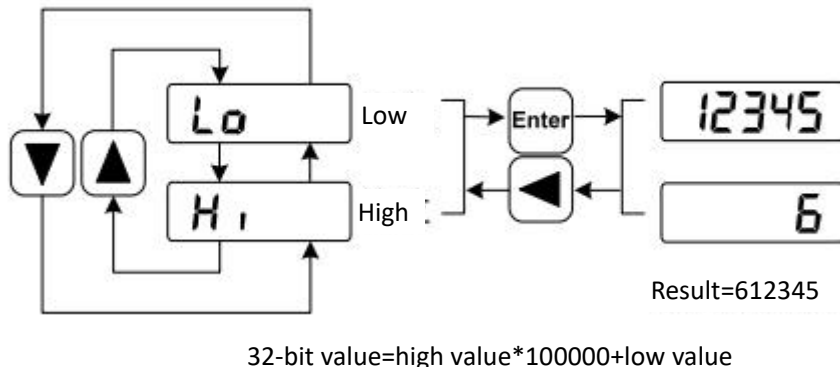 Lo
Low
Enter
12345
Hi
High :
6
Result=612345
32-bit value=high value*100000+low value